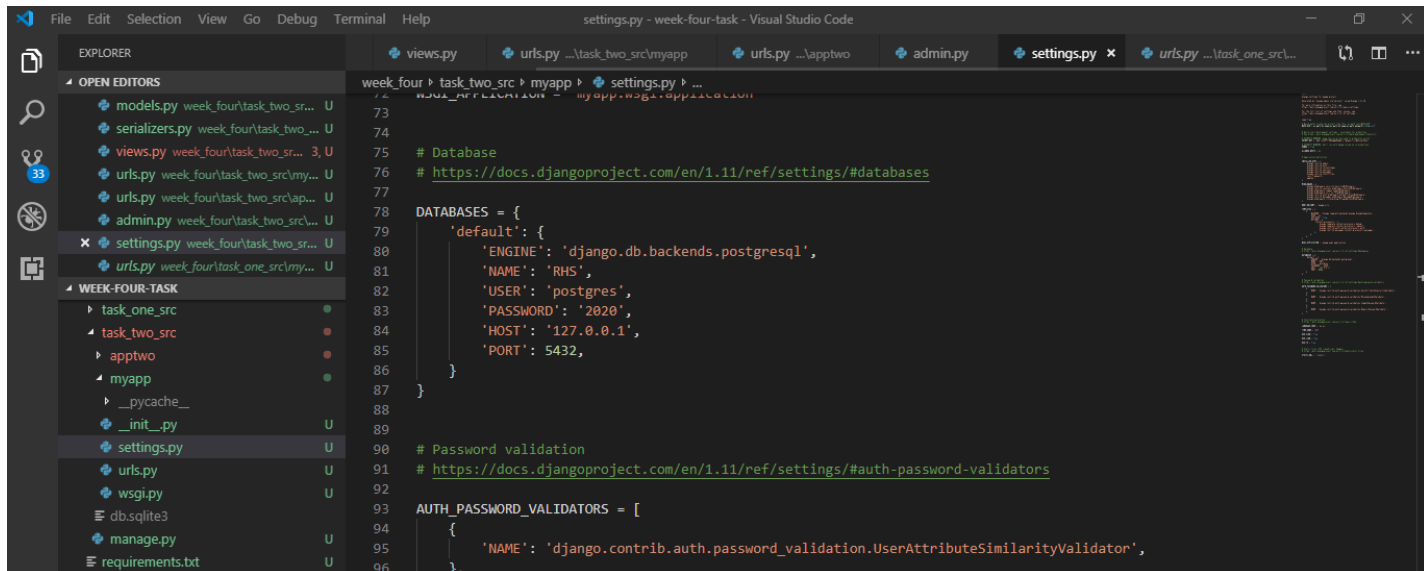 File Edit Selection View Go Debug Terminal Help settings.py - week-four-task - Visual Studio Code
EXPLORER
views.py urls.py ...\task_two_src\myapp urls.py ...\apptwo admin.py settings.py × urls.py ...\task_one_src\...
OPEN EDITORS
models.py week_four\task_two_sr... U
serializers.py week_four\task_two_... U
views.py week_four\task_two_sr... 3, U
urls.py week_four\task_two_src\my... U
urls.py week_four\task_two_src\ap... U
admin.py week_four\task_two_src\... U
settings.py week_four\task_two_sr... U
urls.py week_four\task_one_src\my... U
33
WEEK-FOUR-TASK
task_one_src
task_two_src
apptwo
myapp
__pycache__
__init__.py U
settings.py U
urls.py U
wsgi.py U
db.sqlite3
manage.py U
requirements.txt U
week_four task_two_src myapp settings.py ...
72 WSGI_APPLICATION = 'myapp.wsgi.application'
73
74
75 # Database
76 # https://docs.djangoproject.com/en/1.11/ref/settings/#databases
77
78 DATABASES = {
79 'default': {
80 'ENGINE': 'django.db.backends.postgresql',
81 'NAME': 'RHS',
82 'USER': 'postgres',
83 'PASSWORD': '2020',
84 'HOST': '127.0.0.1',
85 'PORT': 5432,
86 }
87 }
88
89
90 # Password validation
91 # https://docs.djangoproject.com/en/1.11/ref/settings/#auth-password-validators
92
93 AUTH_PASSWORD_VALIDATORS = [
94 {
95 'NAME': 'django.contrib.auth.password_validation.UserAttributeSimilarityValidator',
96 },